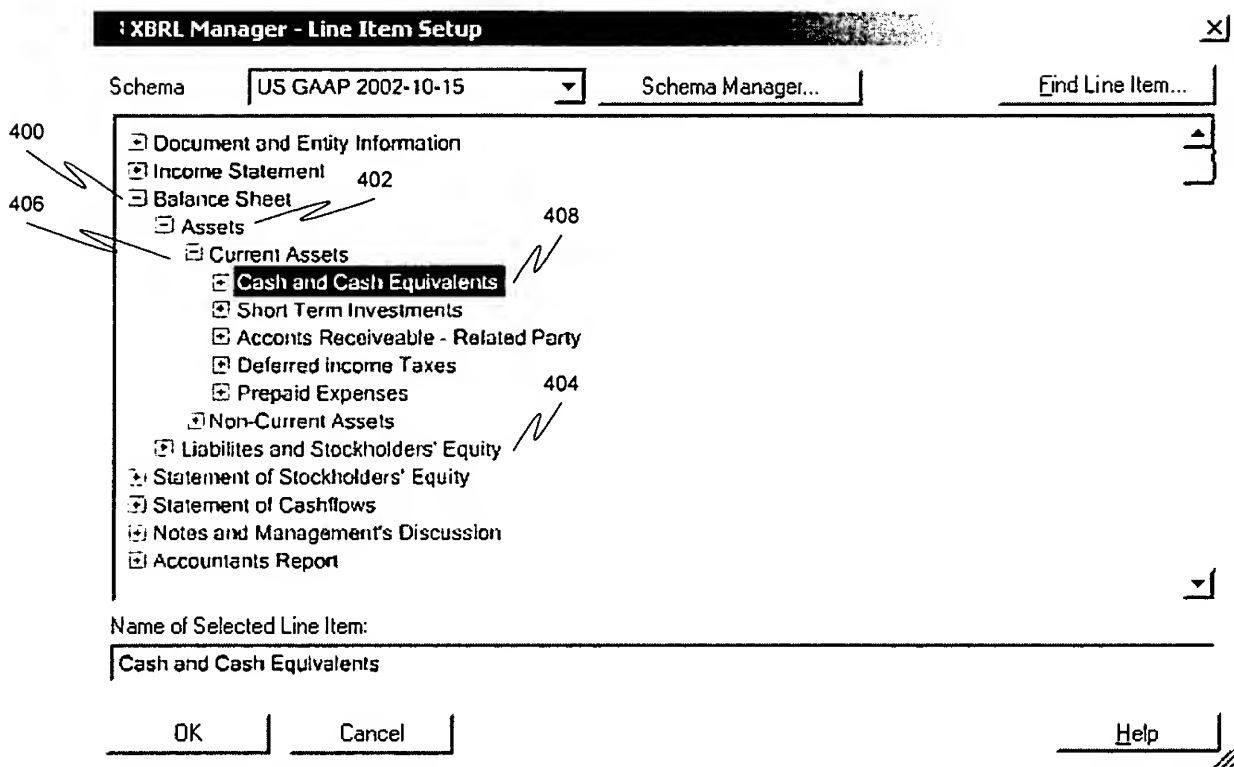 XBRL Manager - Line Item Setup
Schema US GAAP 2002-10-15 Schema Manager... Find Line Item...
400
Document and Entity Information
Income Statement
402
Balance Sheet
406
Assets
408
Current Assets
Cash and Cash Equivalents
Short Term Investments
Acconts Receiveable - Related Party
Deferred Income Taxes
Prepaid Expenses
404
Non-Current Assets
Liabilites and Stockholders' Equity
Statement of Stockholders' Equity
Statement of Cashflows
Notes and Management's Discussion
Accountants Report
Name of Selected Line Item:
Cash and Cash Equivalents
OK Cancel Help